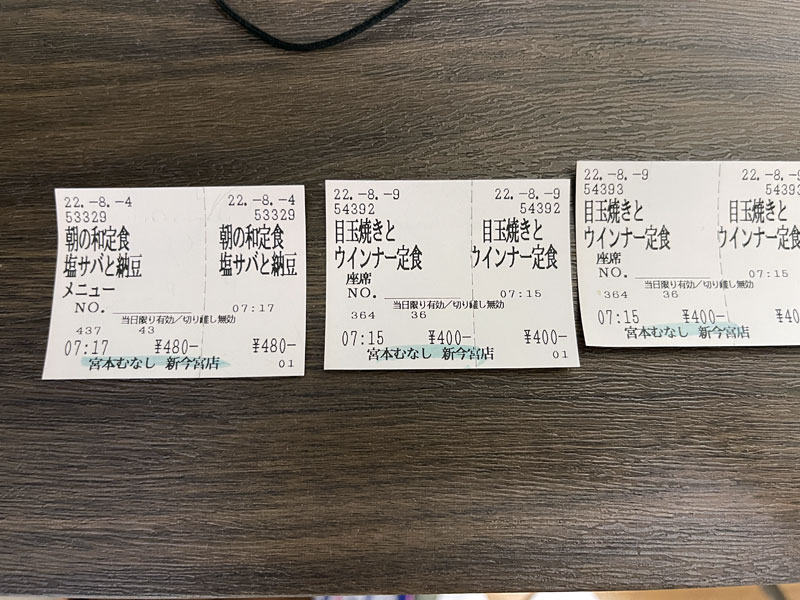 22.-8.-4
53329 53329
朝の和定食 朝の和定食
塩サバと納豆 塩サバと納豆
メニュー
NO. 07:17
当日限り有効/切り離し無効
437 43
07:17 ¥480- ¥480-
宮本むなし 新今宮店 01
22.-8.-9 22.-8.-9
54392 54392
目玉焼きと 目玉焼きと
ウインナー定食 ウインナー定食
座席
NO. 07:15
当日限り有効/切り離し無効
364 36
07:15 ¥400- ¥400-
宮本むなし 新今宮店 01
22.-8.-9 22.-8.-9
54393 54393
目玉焼きと 目玉焼きと
ウインナー定食 ウインナー定食
座席
NO. 07:15
当日限り有効/切り離し無効
364 36
07:15 ¥400- ¥40
宮本むなし 新今宮店